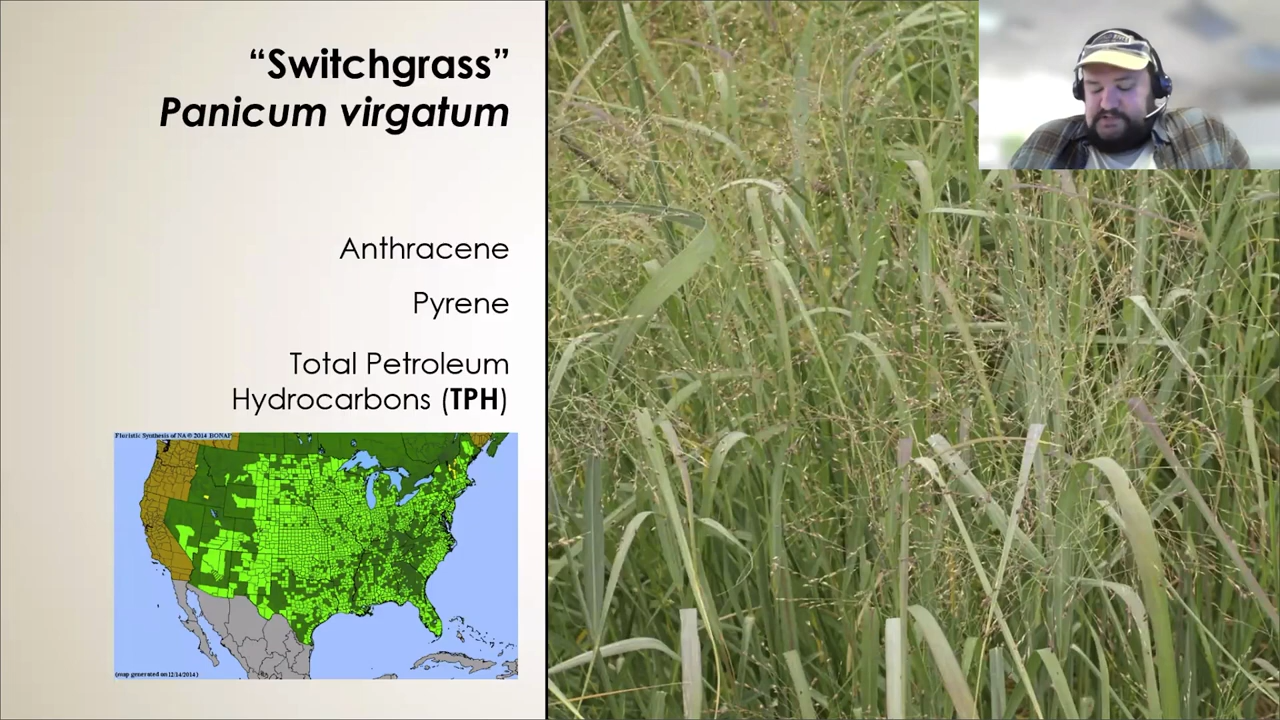 “Switchgrass”
Panicum virgatum
Anthracene
Pyrene
Total Petroleum
Hydrocarbons (TPH)
Floristic Synthesis of NA © 2014 BONAP
(map generated on 12/14/2014)